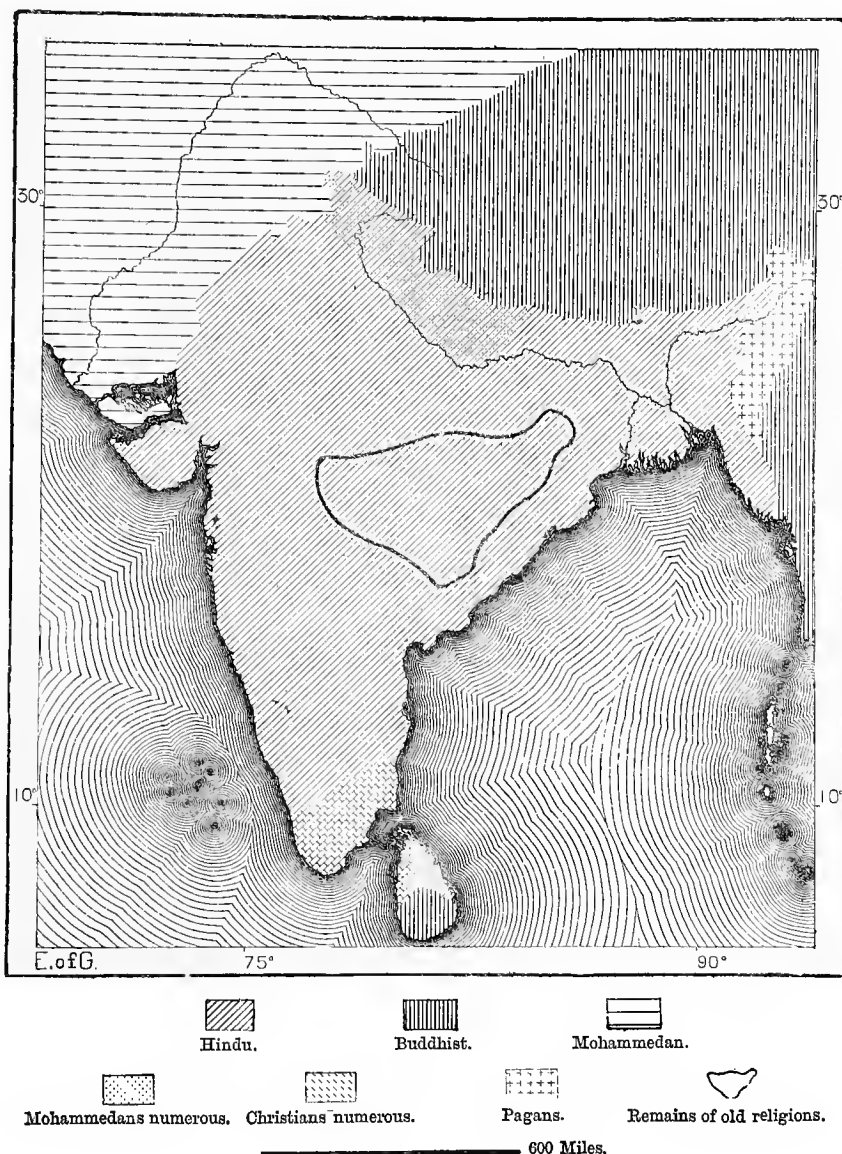 30°
30°
10°
10°
E.ofG.
75°
90°
Hindu.
Buddhist.
Mohammedan.
Mohammedans numerous.
Christians numerous.
Pagans.
Remains of old religions.
600 Miles.